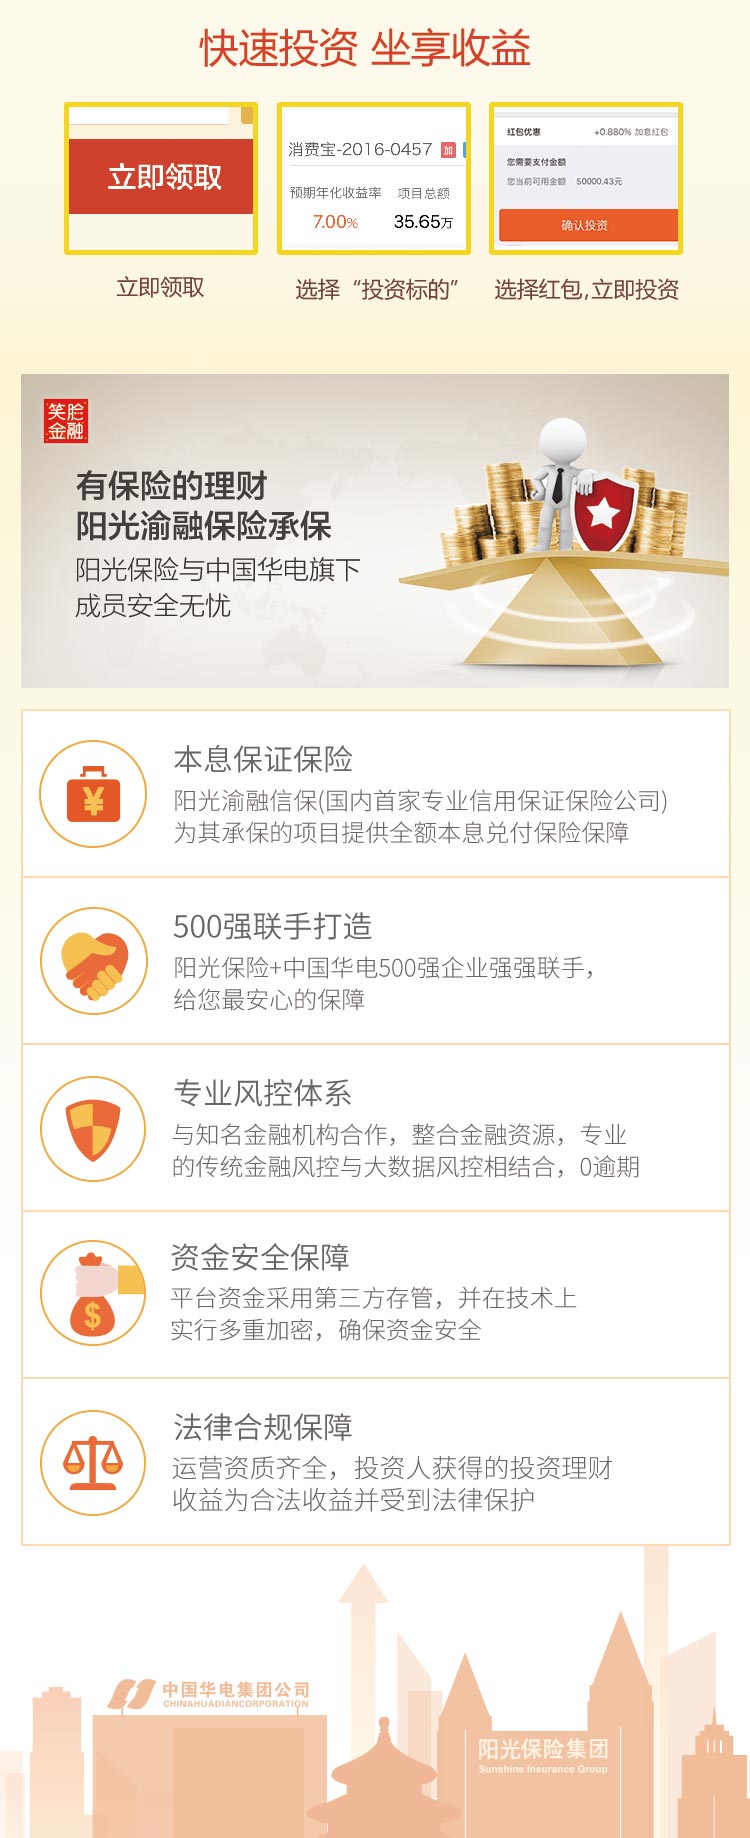 快速投资 坐享收益
立即领取
消费宝-2016-0457 加
预期年化收益率 项目总额
7.00% 35.65万
红包优惠 +0.880% 加息红包
您需要支付金额
您当前可用金额 50000.43元
确认投资
立即领取
选择“投资标的”
选择红包,立即投资
笑脸
金融
有保险的理财
阳光渝融保险承保
阳光保险与中国华电旗下
成员安全无忧
¥
本息保证保险
阳光渝融信保(国内首家专业信用保证保险公司)
为其承保的项目提供全额本息兑付保险保障
500强联手打造
阳光保险+中国华电500强企业强强联手，
给您最安心的保障
专业风控体系
与知名金融机构合作，整合金融资源，专业
的传统金融风控与大数据风控相结合，0逾期
$
资金安全保障
平台资金采用第三方存管，并在技术上
实行多重加密，确保资金安全
法律合规保障
运营资质齐全，投资人获得的投资理财
收益为合法收益并受到法律保护
中国华电集团公司
CHINAHUADIANCORPORATION
阳光保险集团
Sunshine Insurance Group